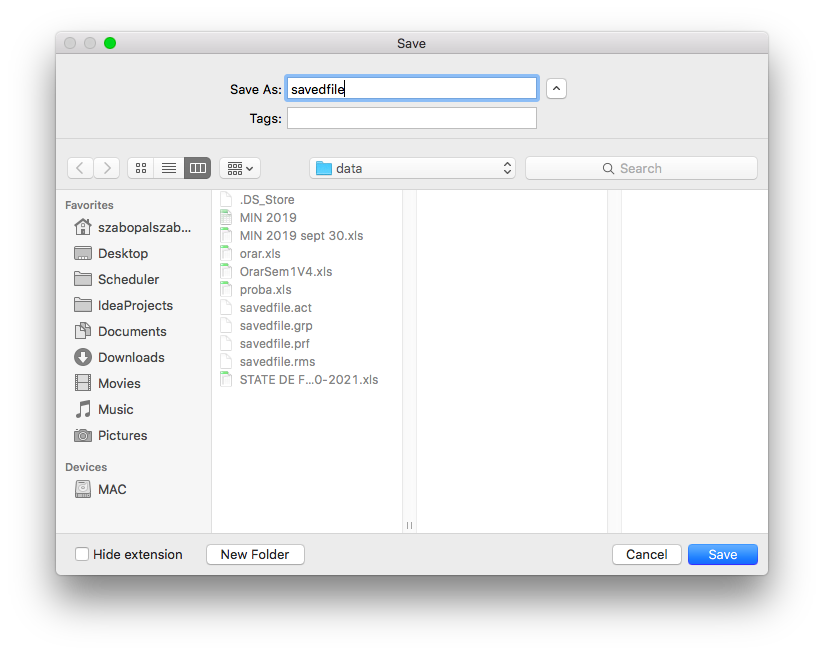 Save
Save As: savedfile
Tags:
data
Search
Favorites
szabopalszab...
Desktop
Scheduler
IdeaProjects
Documents
Downloads
Movies
Music
Pictures
Devices
MAC
.DS_Store
MIN 2019
MIN 2019 sept 30.xls
orar.xls
OrarSem1V4.xls
proba.xls
savedfile.act
savedfile.grp
savedfile.prf
savedfile.rms
STATE DE F...0-2021.xls
Hide extension
New Folder
Cancel
Save